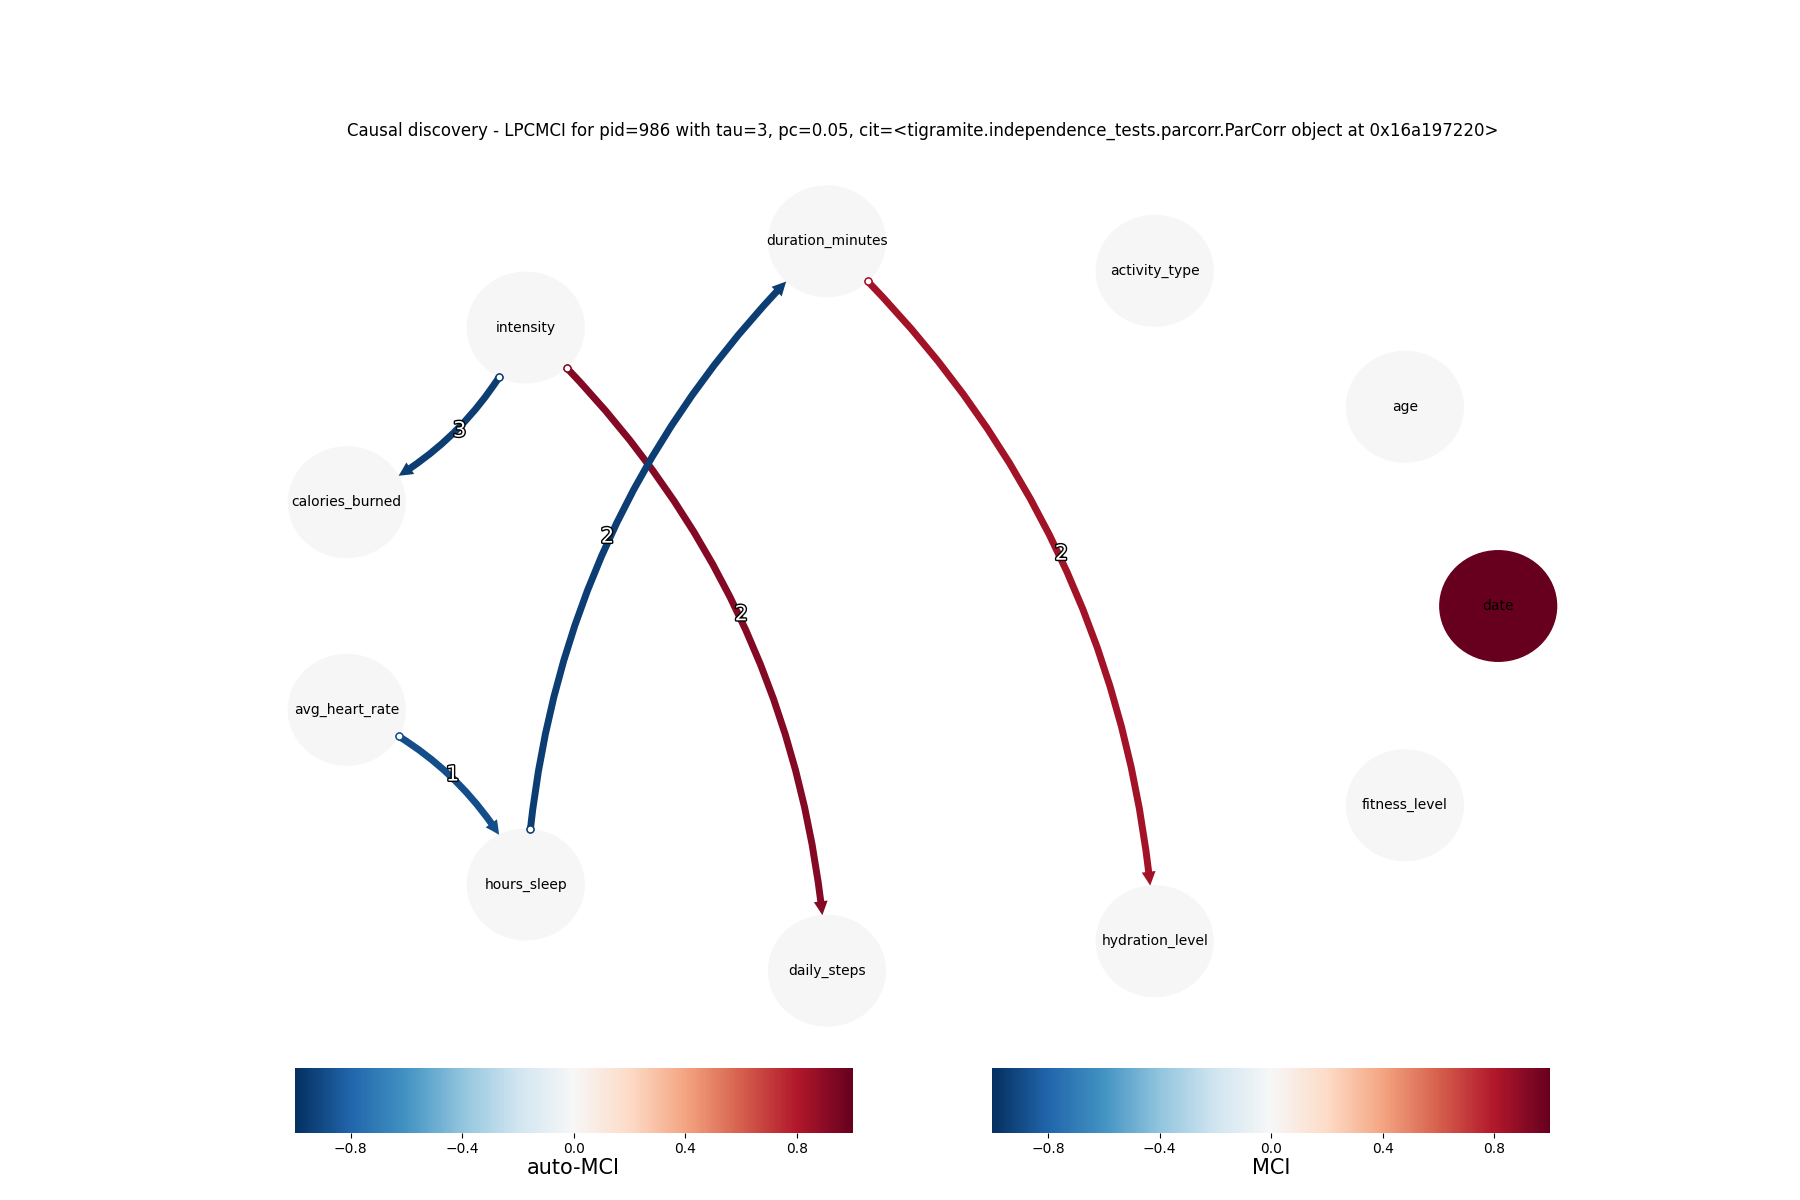 Causal discovery - LPCMCI for pid=986 with tau=3, pc=0.05, cit=<tigramite.independence_tests.parcorr.ParCorr object at 0x16a197220>
duration_minutes
activity_type
intensity
age
3
calories_burned
2
2
date
2
avg_heart_rate
1
fitness_level
hours_sleep
hydration_level
daily_steps
−0.8 −0.4 0.0 0.4 0.8
auto-MCI
−0.8 −0.4 0.0 0.4 0.8
MCI